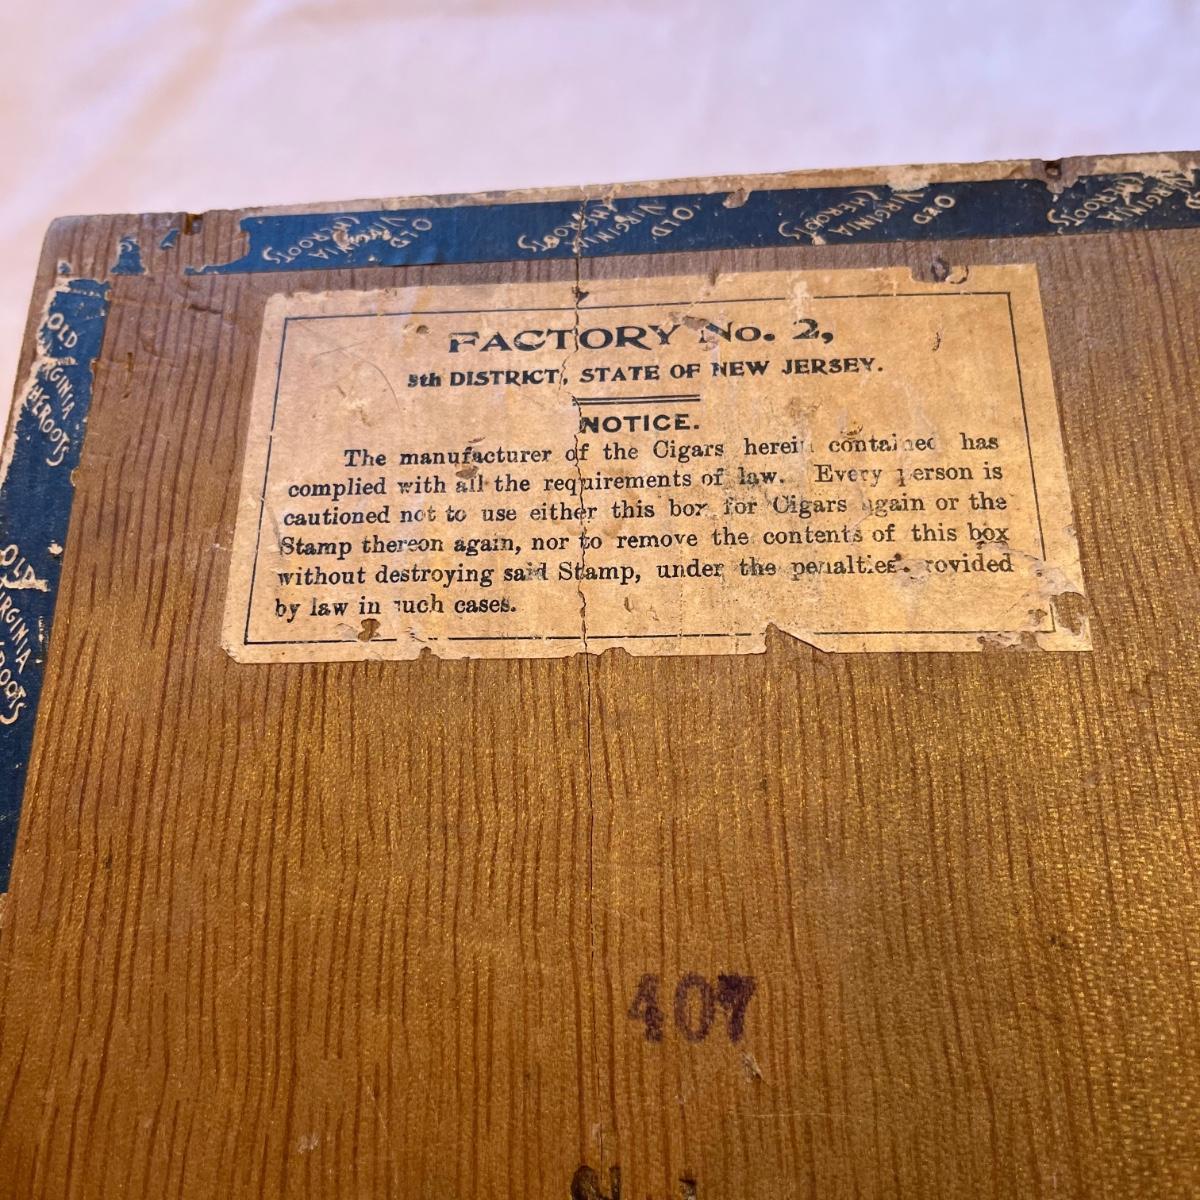 OLD
VIRGINIA
CHEROOTS
OLD
VIRGINIA
CHEROOTS
OLD
VIRGINIA
CHEROOTS
VIRGINIA
CHEROOTS
OLD
VIRGINIA
CHEROOTS
OLD
VIRGINIA
FACTORY No. 2,
5th DISTRICT, STATE OF NEW JERSEY.
NOTICE.
The manufacturer of the Cigars herein contained has
complied with all the requirements of law. Every person is
cautioned not to use either this box for Cigars again or the
Stamp thereon again, nor to remove the contents of this box
without destroying said Stamp, under the penalties provided
by law in such cases.
407